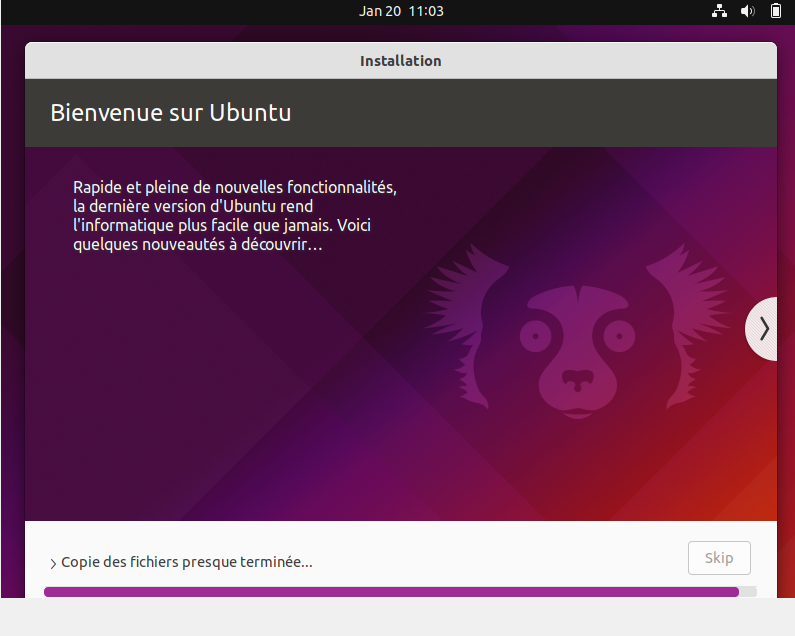 Jan 20 11:03
Installation
Bienvenue sur Ubuntu
Rapide et pleine de nouvelles fonctionnalités,
la dernière version d'Ubuntu rend
l'informatique plus facile que jamais. Voici
quelques nouveautés à découvrir…
Copie des fichiers presque terminée...
Skip